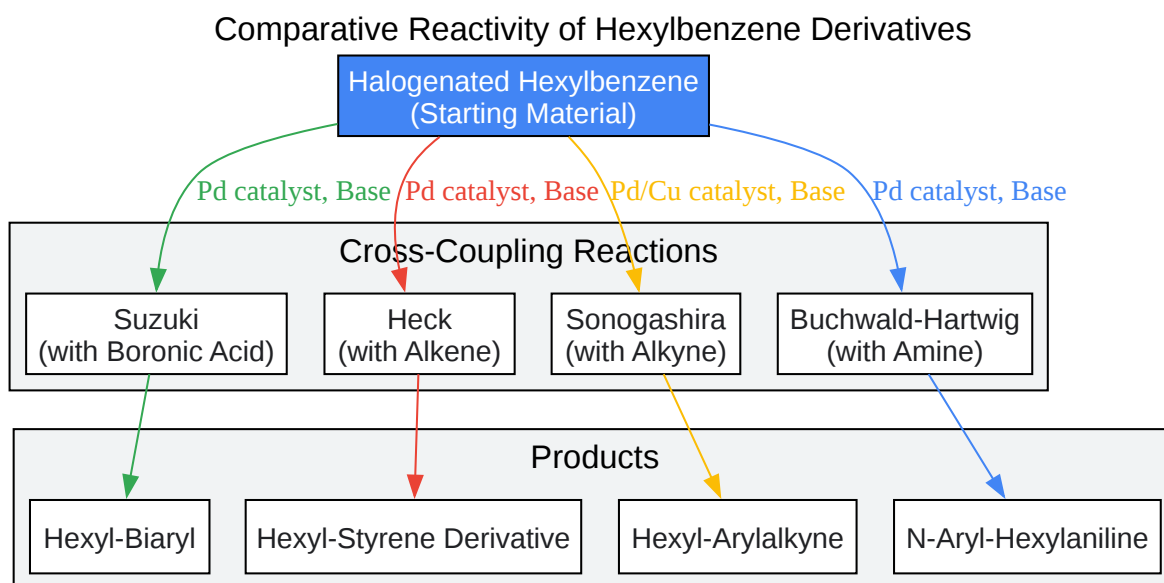 Comparative Reactivity of Hexylbenzene Derivatives
Halogenated Hexylbenzene
(Starting Material)
Pd catalyst, Base
Pd catalyst, Base
Pd/Cu catalyst, Base
Pd catalyst, Base
Cross-Coupling Reactions
Suzuki
(with Boronic Acid)
Heck
(with Alkene)
Sonogashira
(with Alkyne)
Buchwald-Hartwig
(with Amine)
Products
Hexyl-Biaryl
Hexyl-Styrene Derivative
Hexyl-Arylalkyne
N-Aryl-Hexylaniline